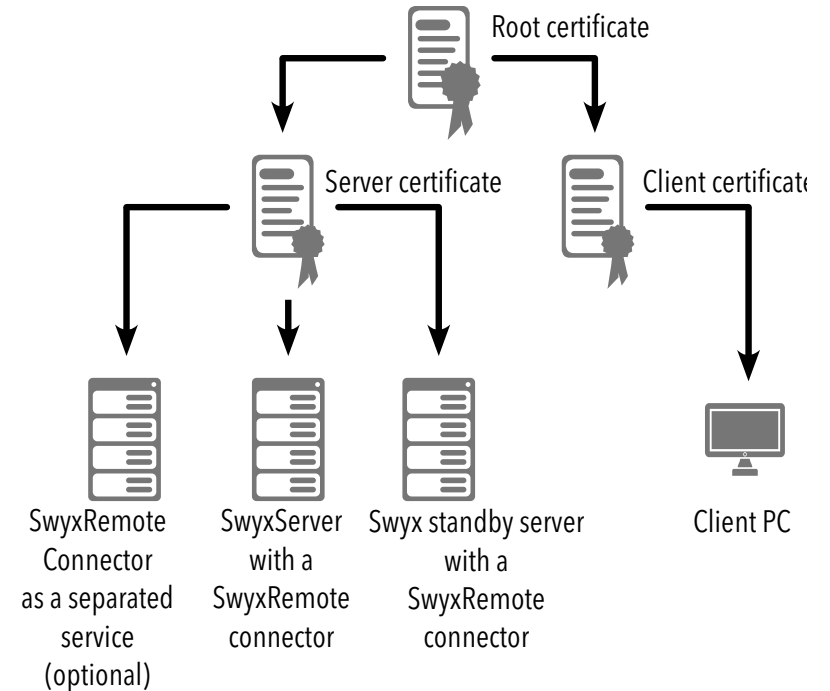 Root certificate
Server certificate
Client certificate
SwyxRemote
Connector
as a separated
service
(optional)
SwyxServer
with a
SwyxRemote
connector
Swyx standby server
with a
SwyxRemote
connector
Client PC